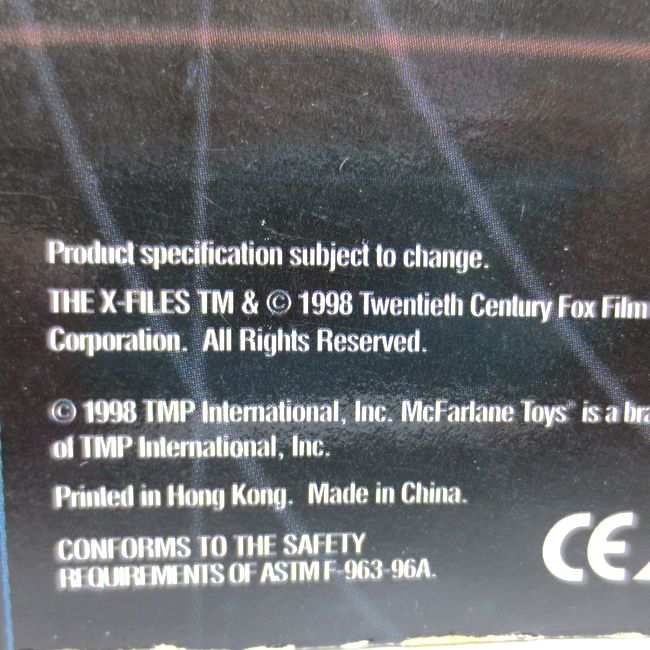 Product specification subject to change.
THE X-FILES TM & © 1998 Twentieth Century Fox Film
Corporation. All Rights Reserved.
© 1998 TMP International, Inc. McFarlane Toys® is a
of TMP International, Inc.
Printed in Hong Kong. Made in China.
CONFORMS TO THE SAFETY
REQUIREMENTS OF ASTM F-963-96A.
CE